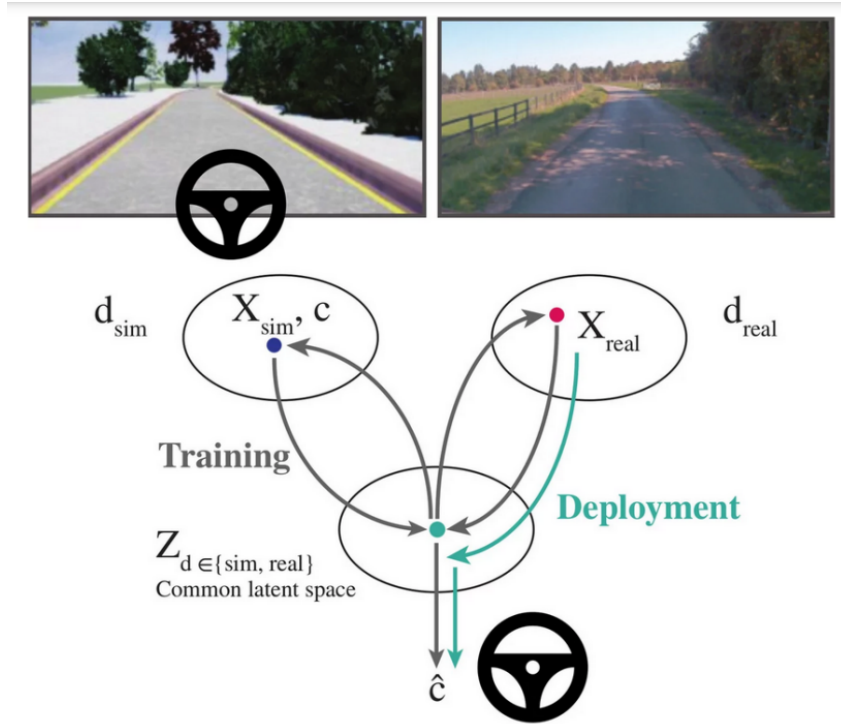 d_sim
X_sim, c
X_real
d_real
Training
Deployment
Z_d ∈{sim, real}
Common latent space
ĉ